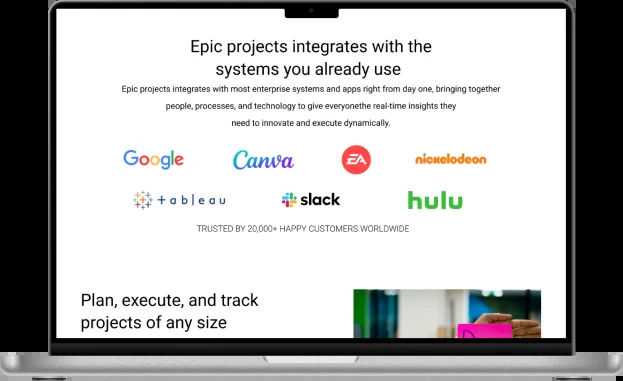 Epic projects integrates with the
systems you already use
Epic projects integrates with most enterprise systems and apps right from day one, bringing together
people, processes, and technology to give everyonethe real-time insights they
need to innovate and execute dynamically.
Google Canva EA nickelodeon
+ableau slack hulu
TRUSTED BY 20,000+ HAPPY CUSTOMERS WORLDWIDE
Plan, execute, and track
projects of any size